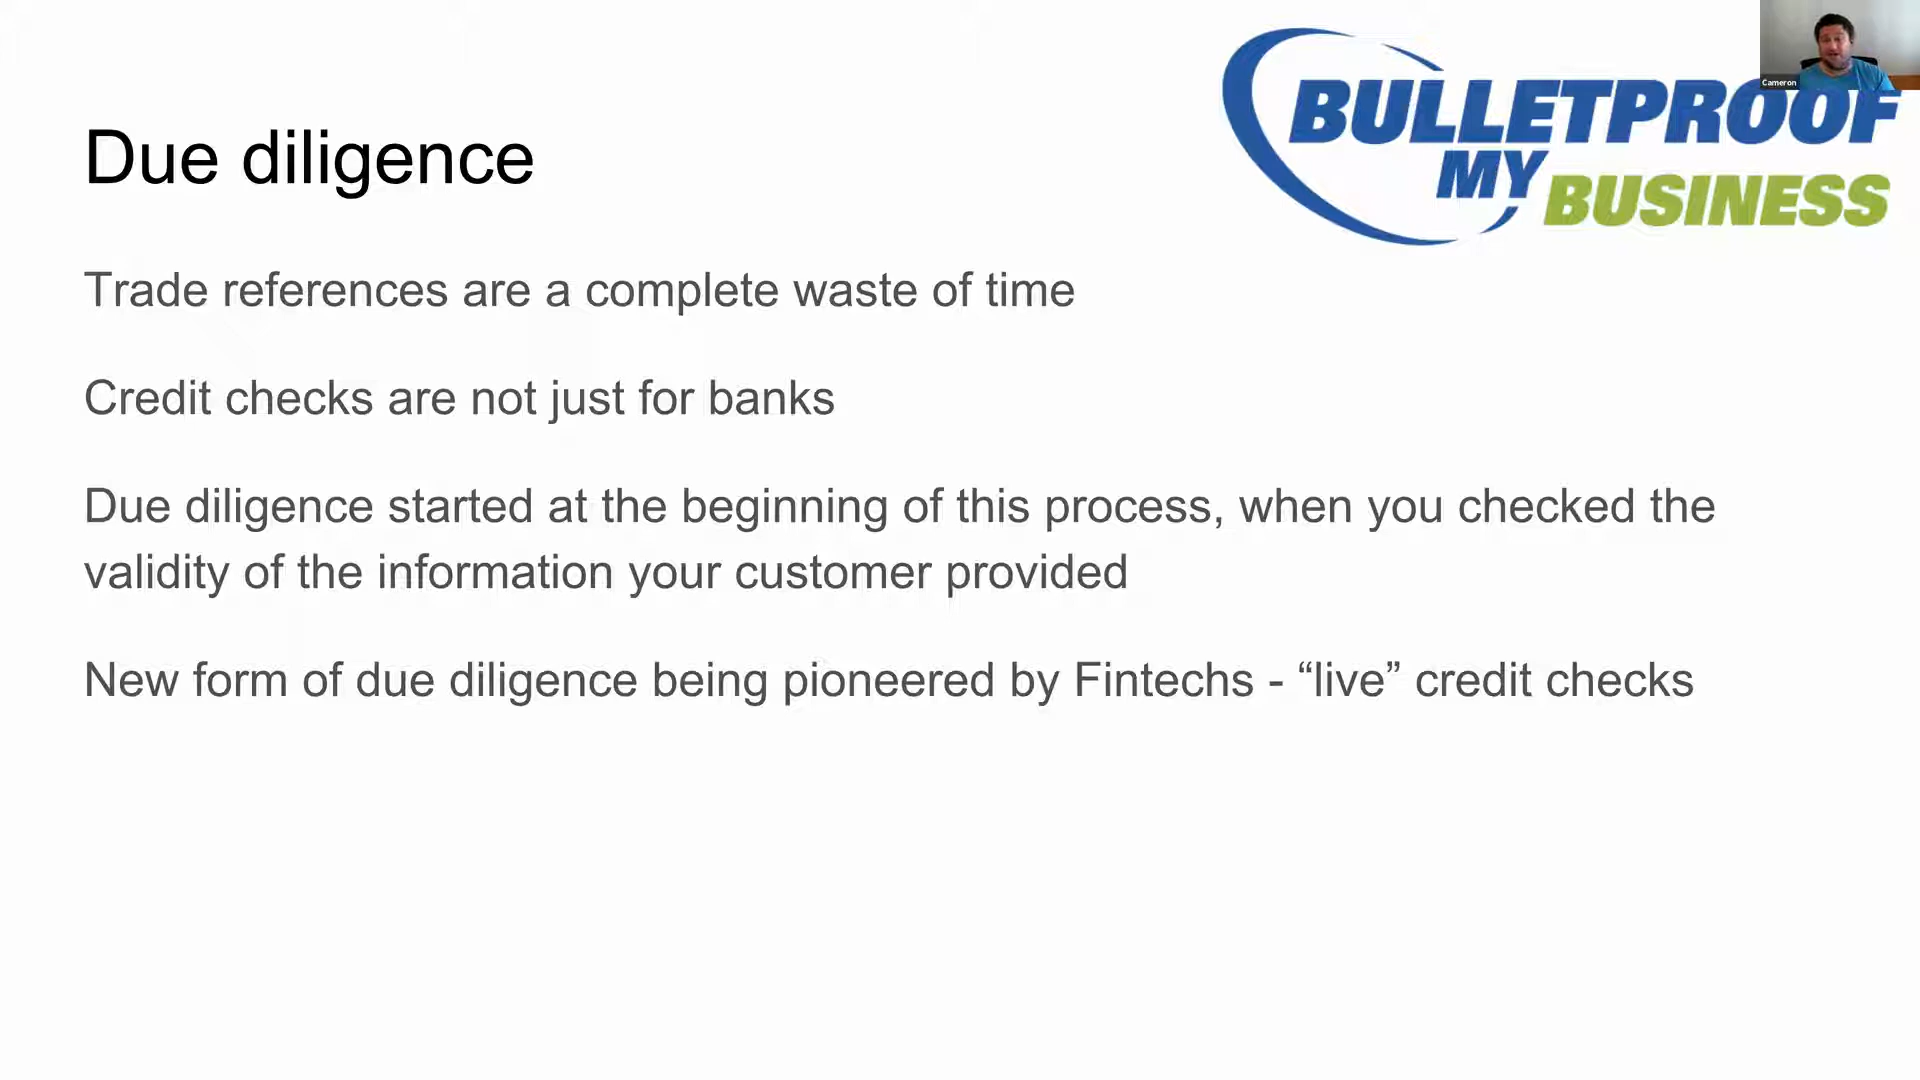 Cameron
BULLETPROOF
MY
BUSINESS
Due diligence
Trade references are a complete waste of time
Credit checks are not just for banks
Due diligence started at the beginning of this process, when you checked the
validity of the information your customer provided
New form of due diligence being pioneered by Fintechs - “live” credit checks